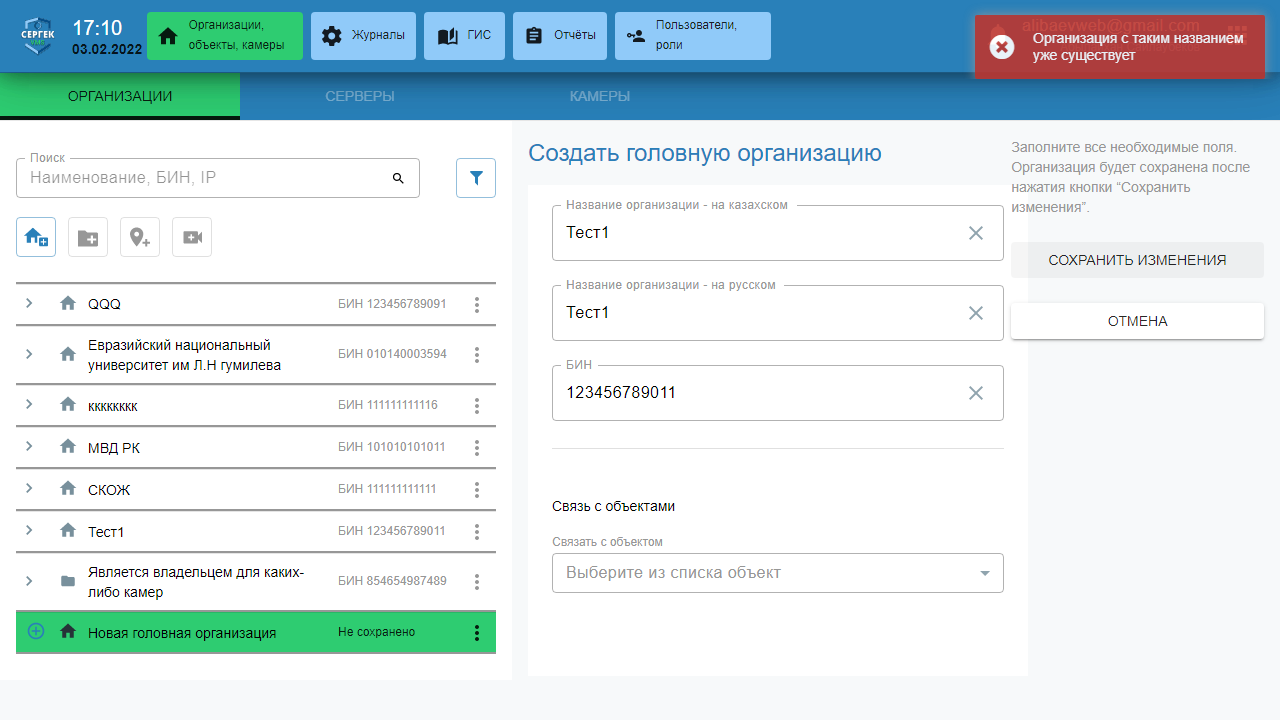 СЕРГЕК
VMS
17:10
03.02.2022
Организации,
объекты, камеры
Журналы
ГИС
Отчёты
Пользователи,
роли
alibaevweb@gmail.com
Организация с таким названием
уже существует
ОРГАНИЗАЦИИ
СЕРВЕРЫ
КАМЕРЫ
Поиск
Наименование, БИН, IP
QQQ
БИН 123456789091
Евразийский национальный
университет им Л.Н гумилева
БИН 010140003594
кккккккк
БИН 111111111116
МВД РК
БИН 101010101011
СКОЖ
БИН 111111111111
Тест1
БИН 123456789011
Является владельцем для каких-
либо камер
БИН 854654987489
Новая головная организация
Не сохранено
Создать головную организацию
Название организации - на казахском
Тест1
Название организации - на русском
Тест1
БИН
123456789011
Связь с объектами
Связать с объектом
Выберите из списка объект
Заполните все необходимые поля.
Организация будет сохранена после
нажатия кнопки “Сохранить
изменения”.
СОХРАНИТЬ ИЗМЕНЕНИЯ
ОТМЕНА